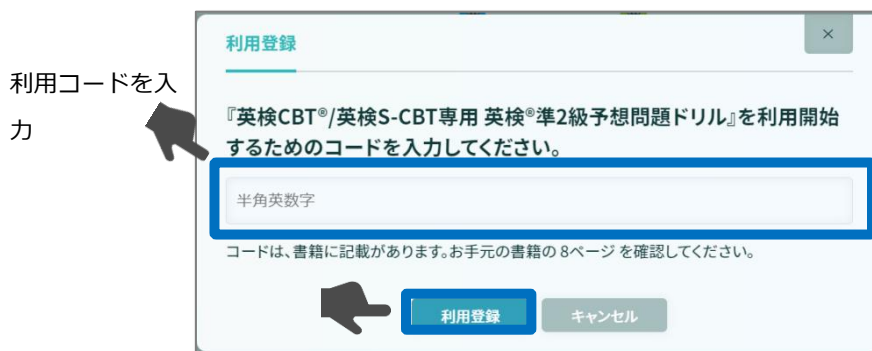 利用登録
×
利用コードを入
力
『英検CBT®/英検S-CBT専用 英検®準2級予想問題ドリル』を利用開始
するためのコードを入力してください。
半角英数字
コードは、書籍に記載があります。お手元の書籍の 8ページ を確認してください。
利用登録
キャンセル